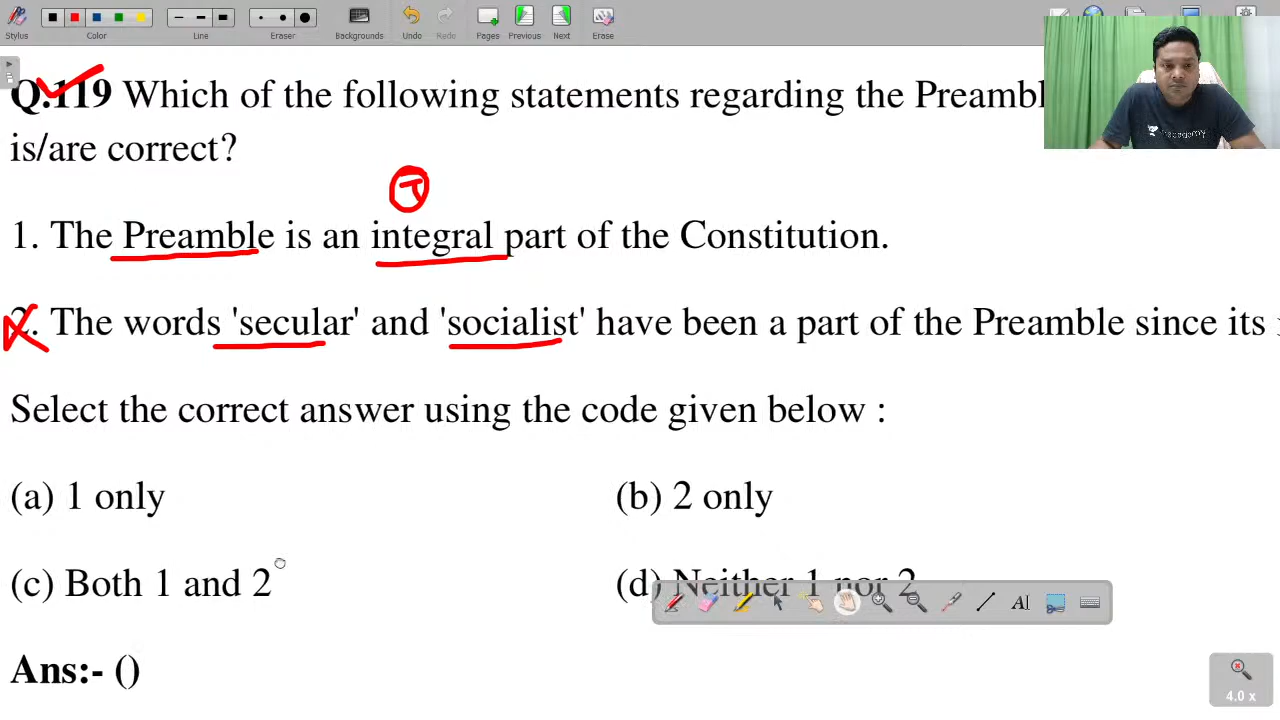 Stylus Color Line Eraser Backgrounds Undo Redo Pages Previous Next Erase
Q.119 Which of the following statements regarding the
is/are correct?
T
1. The Preamble is an integral part of the Constitution.
2. The words 'secular' and 'socialist' have been a part of the Preamble since its
Select the correct answer using the code given below :
(a) 1 only (b) 2 only
(c) Both 1 and 2 (d) Neither 1 nor 2
Ans:- ()
4.0 x